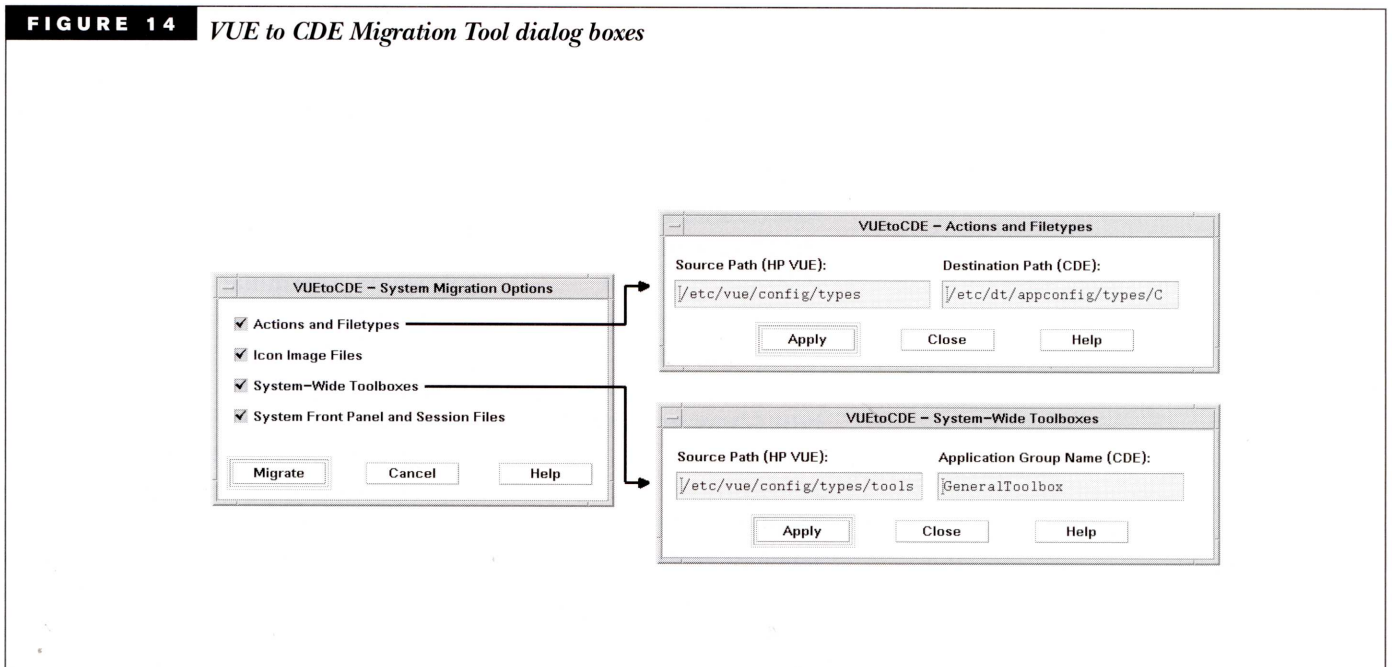 FIGURE 14 VUE to CDE Migration Tool dialog boxes
VUEtoCDE – System Migration Options
Actions and Filetypes
Icon Image Files
System–Wide Toolboxes
System Front Panel and Session Files
Migrate Cancel Help
VUEtoCDE – Actions and Filetypes
Source Path (HP VUE): Destination Path (CDE):
/etc/vue/config/types /etc/dt/appconfig/types/C
Apply Close Help
VUEtoCDE – System–Wide Toolboxes
Source Path (HP VUE): Application Group Name (CDE):
/etc/vue/config/types/tools GeneralToolbox
Apply Close Help